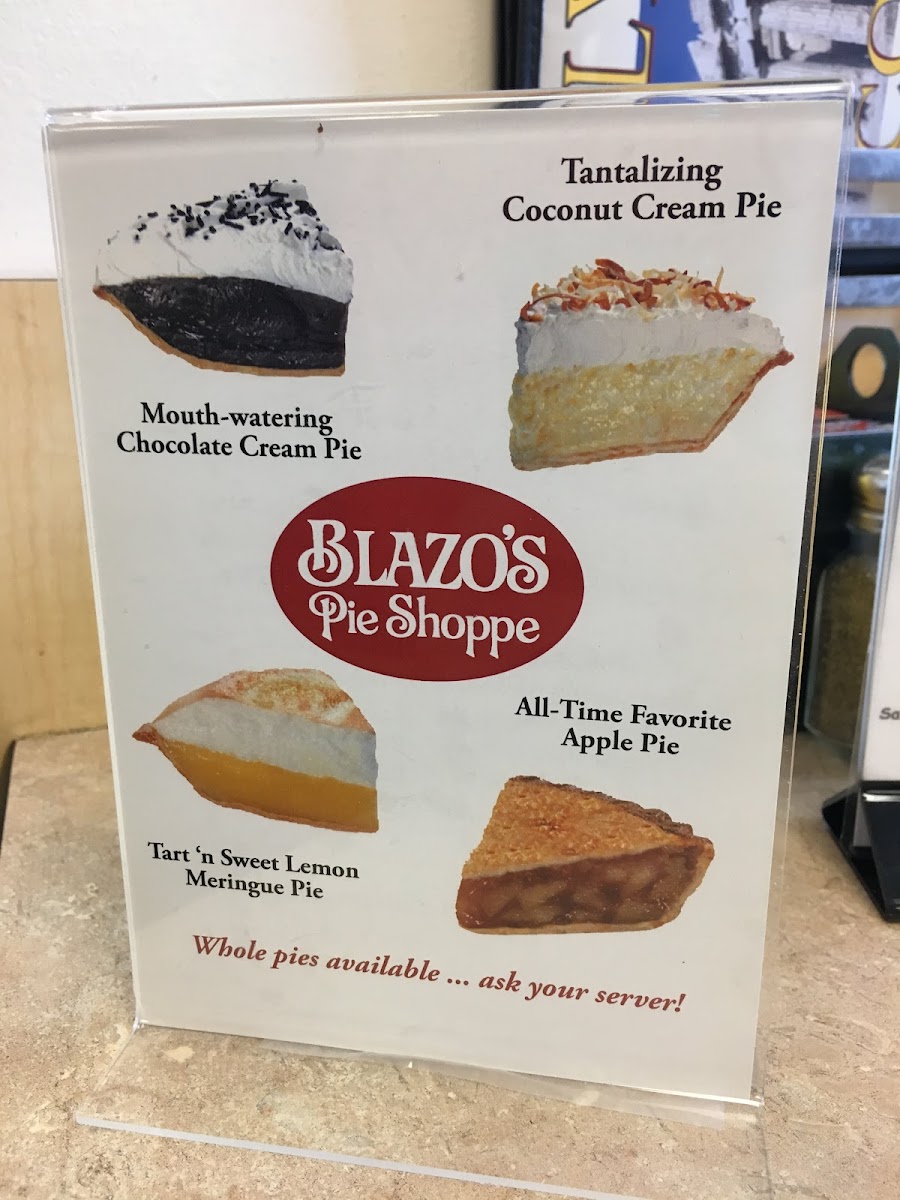 Tantalizing
Coconut Cream Pie
Mouth-watering
Chocolate Cream Pie
BLAZO'S
Pie Shoppe
All-Time Favorite
Apple Pie
Tart ‘n Sweet Lemon
Meringue Pie
Whole pies available ... ask your server!